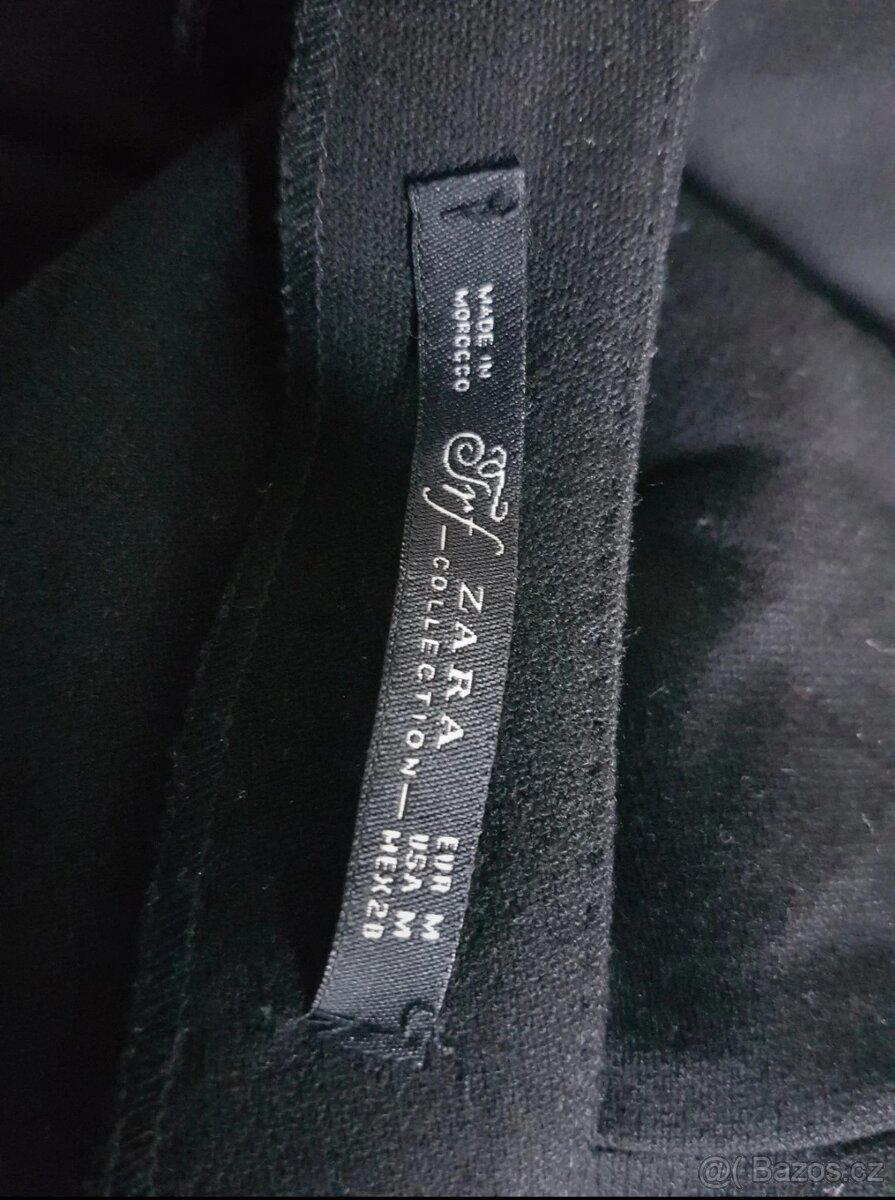 MADE IN
MOROCCO
Trf ZARA
—COLLECTION—
EUR M
USA M
MEX 28
@( Bazos.cz